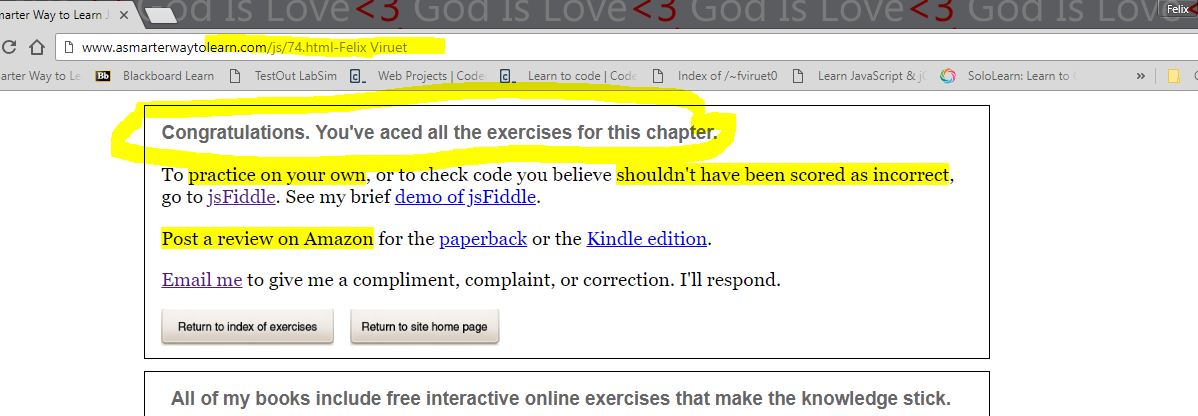 God Is Love<3 God Is Love<3 God Is Love<3
marter Way to Learn J
Felix
www.asmarterwaytolearn.com/js/74.html-Felix Viruet
arter Way to Le Bb Blackboard Learn TestOut LabSim Web Projects | Codec Learn to code | Code Index of /~fviruet0 Learn JavaScript & jQ SoloLearn: Learn to »
Congratulations. You've aced all the exercises for this chapter.
To practice on your own, or to check code you believe shouldn't have been scored as incorrect,
go to jsFiddle. See my brief demo of jsFiddle.
Post a review on Amazon for the paperback or the Kindle edition.
Email me to give me a compliment, complaint, or correction. I'll respond.
Return to index of exercises Return to site home page
All of my books include free interactive online exercises that make the knowledge stick.